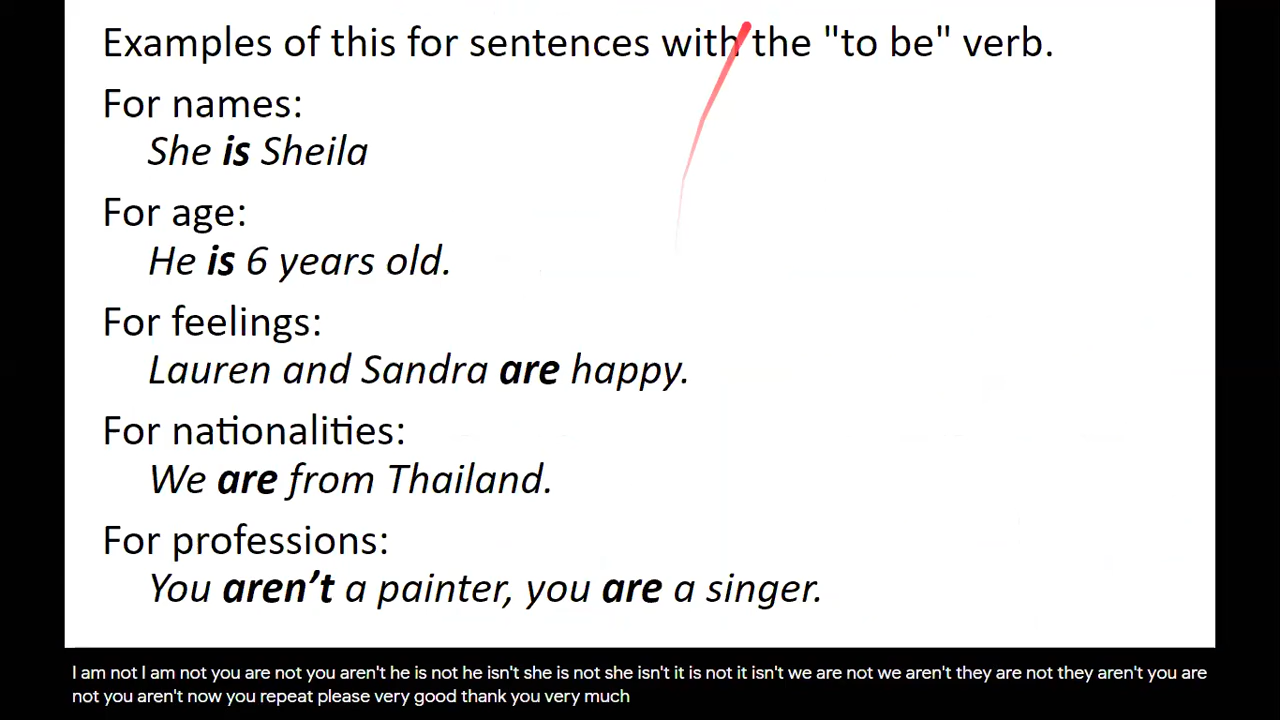 Examples of this for sentences with the "to be" verb.
For names:
She is Sheila
For age:
He is 6 years old.
For feelings:
Lauren and Sandra are happy.
For nationalities:
We are from Thailand.
For professions:
You aren’t a painter, you are a singer.
I am not I am not you are not you aren't he is not he isn't she is not she isn't it is not it isn't we are not we aren't they are not they aren't you are
not you aren't now you repeat please very good thank you very much